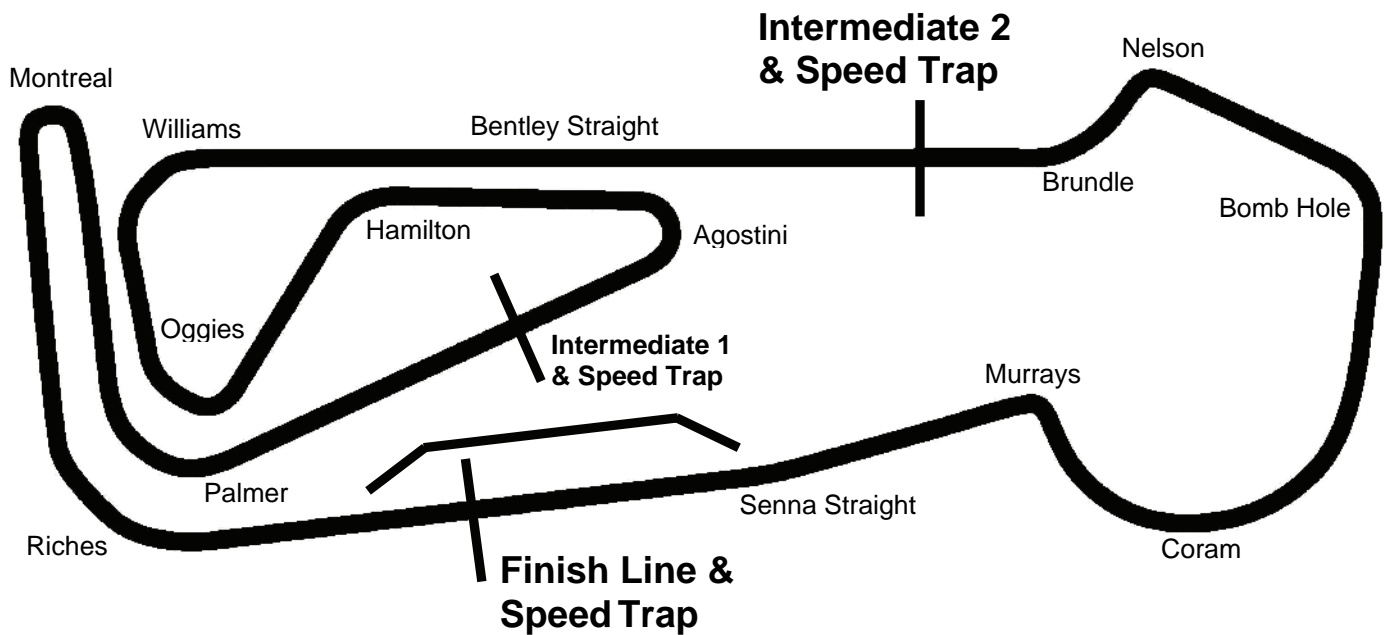 Intermediate 2
& Speed Trap
Nelson
Montreal
Williams
Bentley Straight
Brundle
Bomb Hole
Hamilton
Agostini
Oggies
Intermediate 1
& Speed Trap
Murrays
Palmer
Senna Straight
Riches
Coram
Finish Line &
Speed Trap